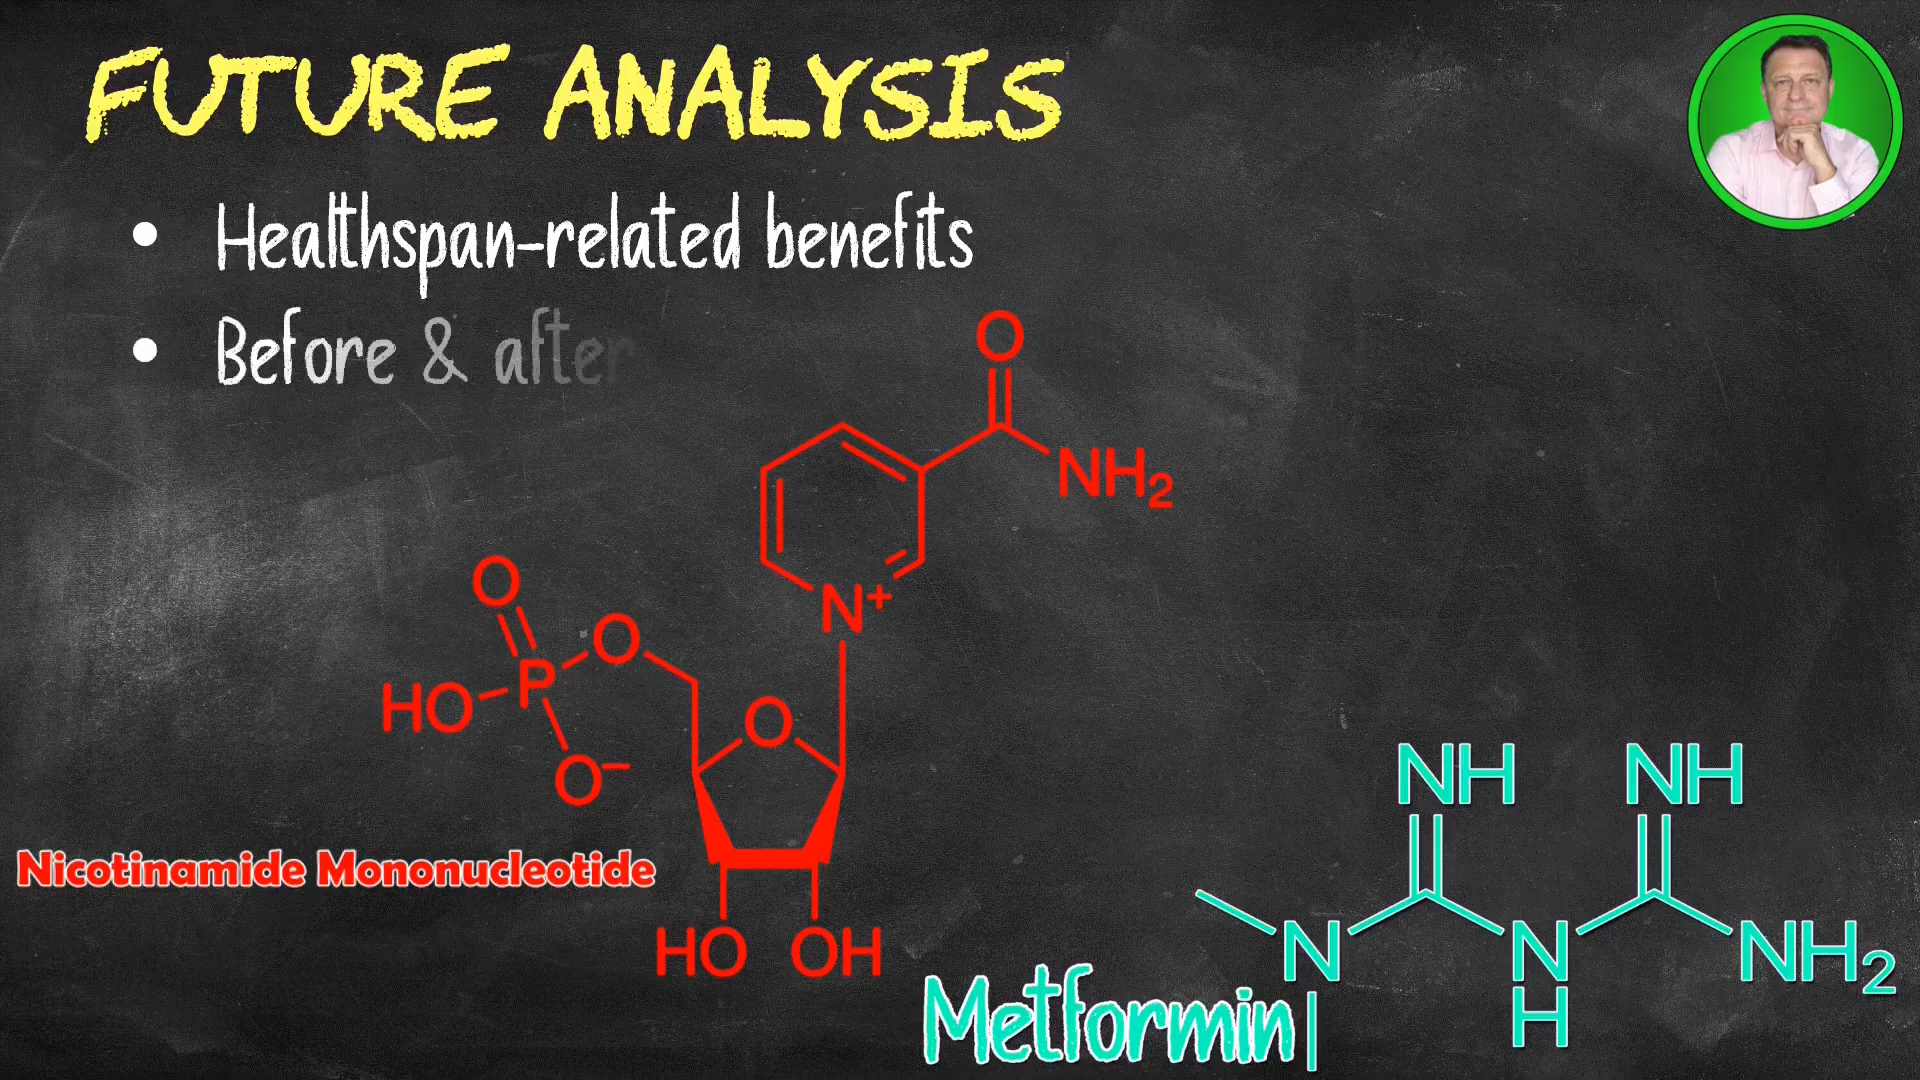 FUTURE ANALYSIS
• Healthspan-related benefits
• Before & after
O
NH2
N+
O
O
P
HO
O
O−
Nicotinamide Mononucleotide
HO OH
NH NH
N N NH2
H
Metformin